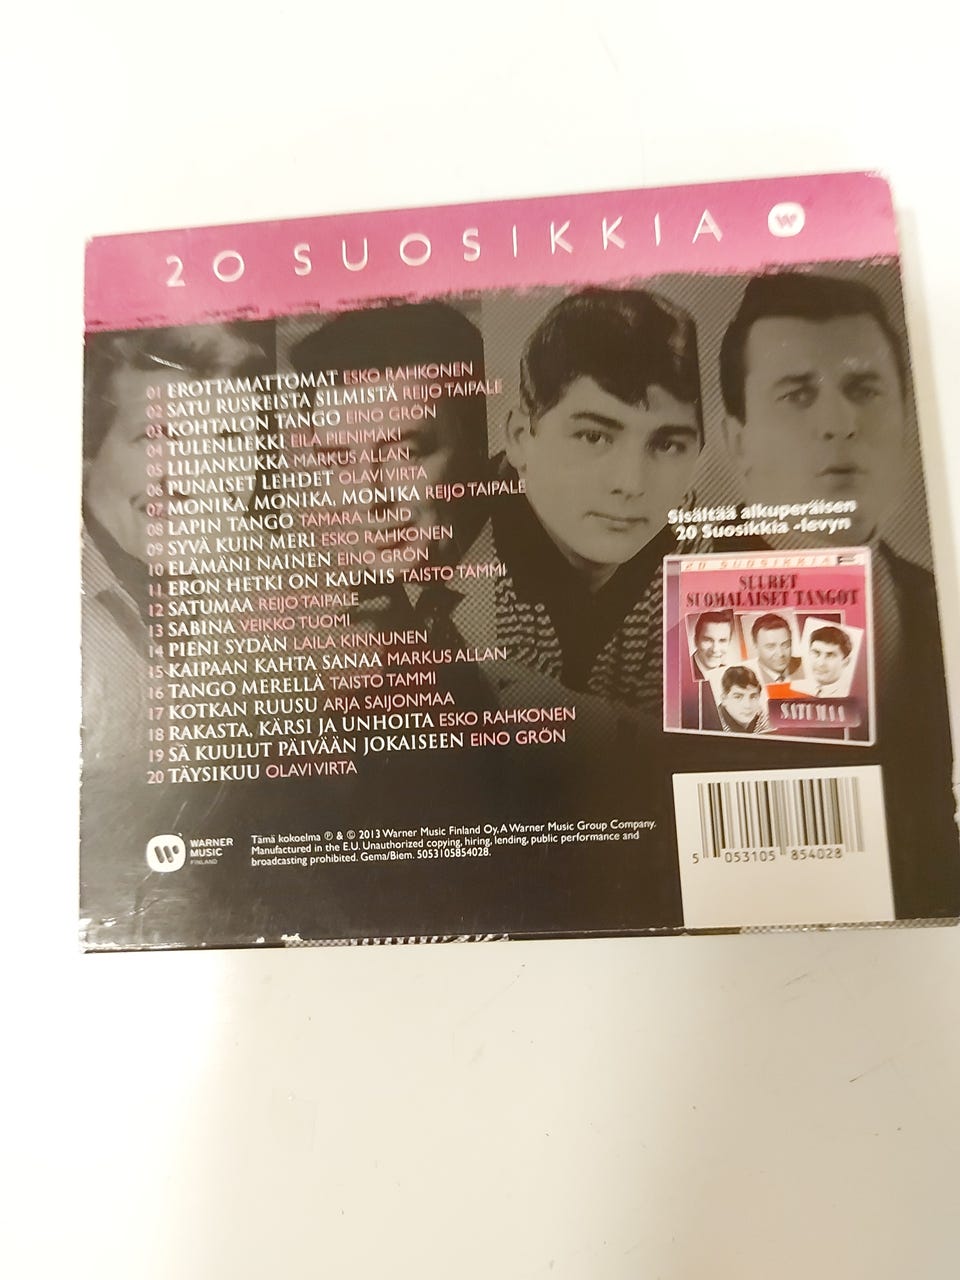 20 SUOSIKKIA
01 EROTTAMATTOMAT ESKO RAHKONEN
02 SATU RUSKEISTA SILMISTÄ REIJO TAIPALE
03 KOHTALON TANGO EINO GRÖN
04 TULENLIEKKI EILA PIENIMÄKI
05 LILJANKUKKA MARKUS ALLAN
06 PUNAISET LEHDET OLAVI VIRTA
07 MONIKA, MONIKA, MONIKA REIJO TAIPALE
08 LAPIN TANGO TAMARA LUND
09 SYVÄ KUIN MERI ESKO RAHKONEN
10 ELÄMÄNI NAINEN EINO GRÖN
11 ERON HETKI ON KAUNIS TAISTO TAMMI
12 SATUMAA REIJO TAIPALE
13 SABINA VEIKKO TUOMI
14 PIENI SYDÄN LAILA KINNUNEN
15 KAIPAAN KAHTA SANAA MARKUS ALLAN
16 TANGO MERELLÄ TAISTO TAMMI
17 KOTKAN RUUSU ARJA SAIJONMAA
18 RAKASTA, KÄRSI JA UNHOITA ESKO RAHKONEN
19 SÄ KUULUT PÄIVÄÄN JOKAISEEN EINO GRÖN
20 TÄYSIKUU OLAVI VIRTA
Sisältää alkuperäisen
20 Suosikkia -levyn
20 SUOSIKKIA
SUURET
SUOMALAISET TANGOT
SATUMAA
WARNER
MUSIC
FINLAND
Tämä kokoelma ℗ & © 2013 Warner Music Finland Oy. A Warner Music Group Company.
Manufactured in the E.U. Unauthorized copying, hiring, lending, public performance and
broadcasting prohibited. Gema/Biem. 5053105854028.
5 053105 854028